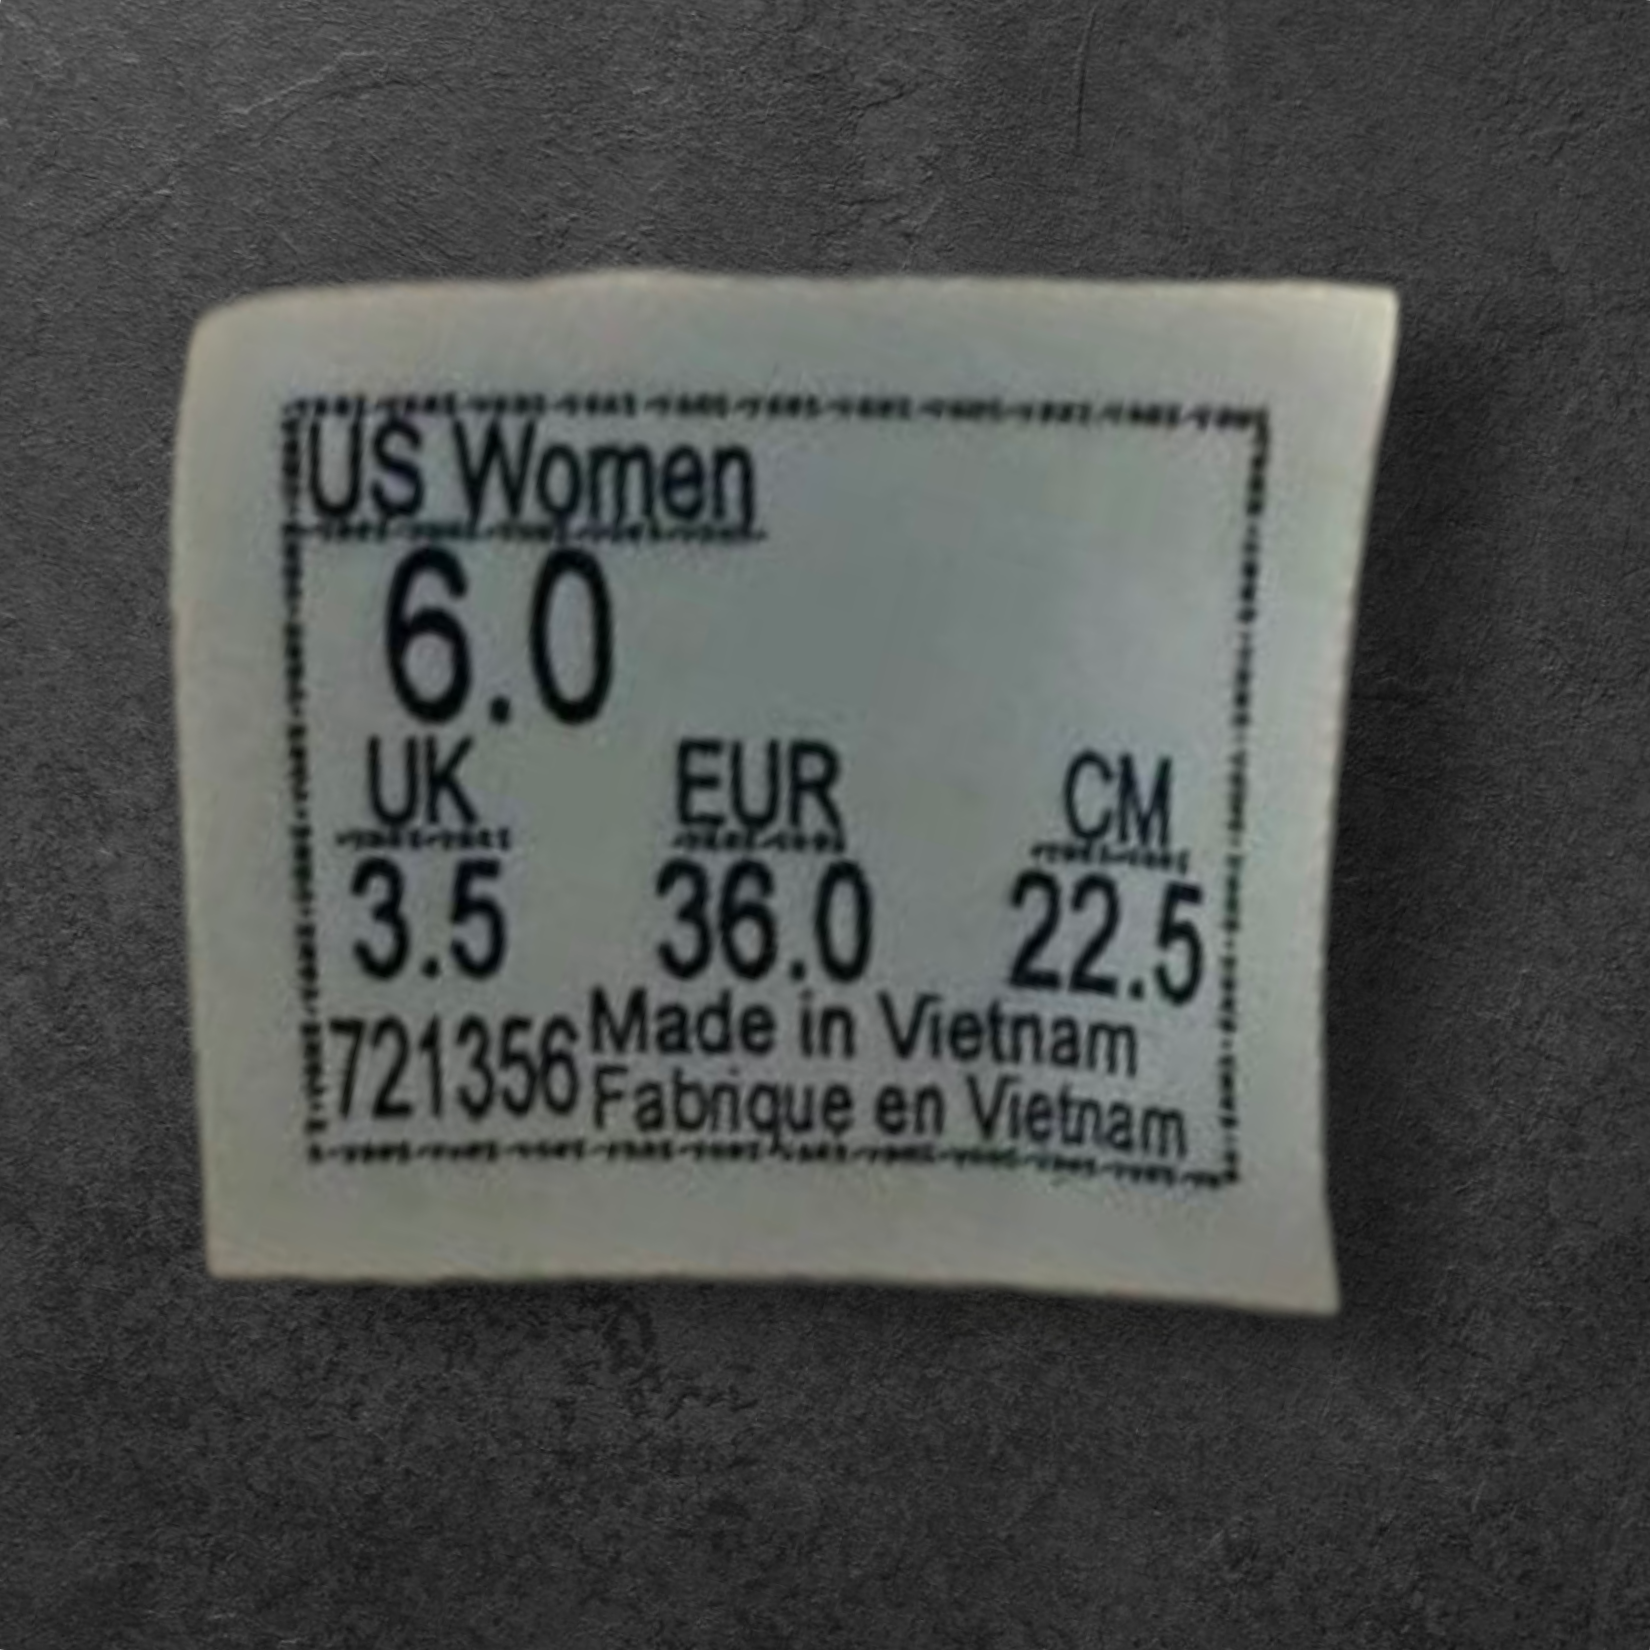 US Women
6.0
UK EUR CM
3.5 36.0 22.5
721356 Made in Vietnam
Fabrique en Vietnam